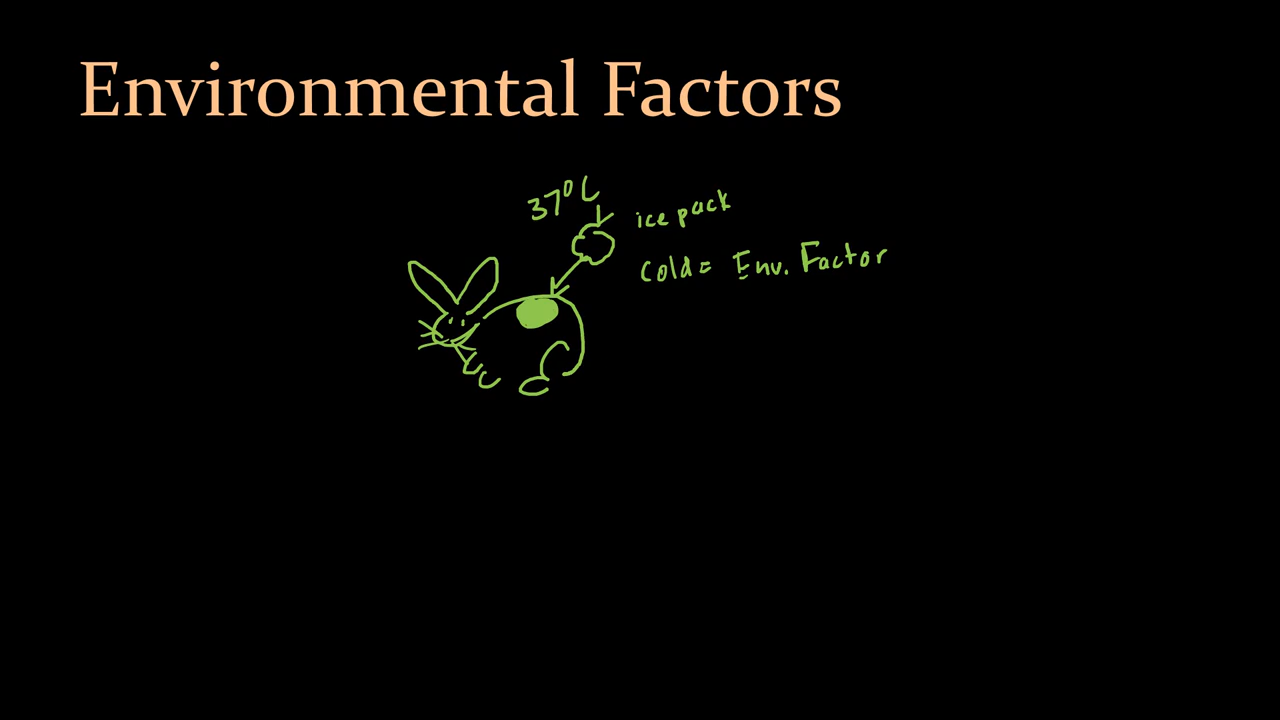 Environmental Factors
37°C
ice pack
Cold = Env. Factor